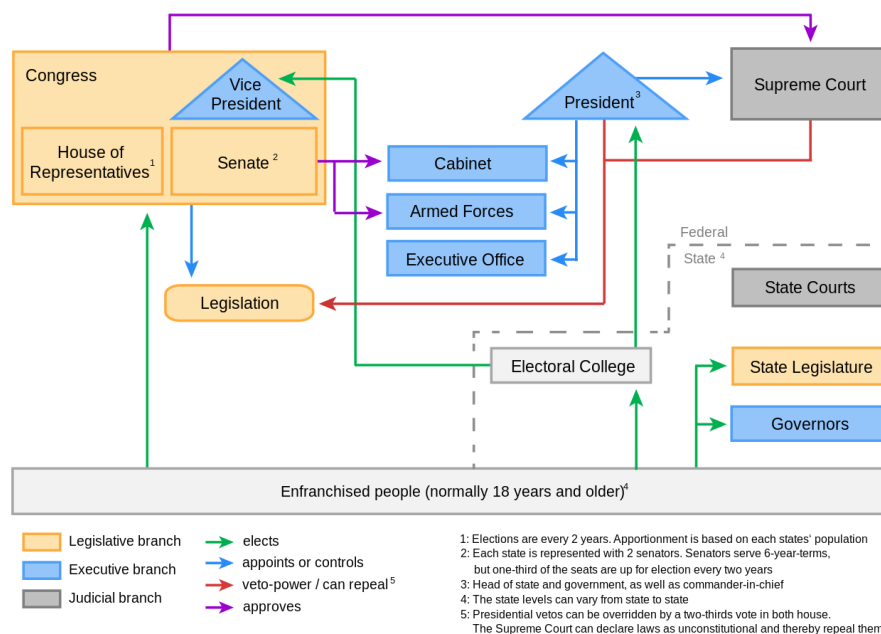 Congress
Vice
President
House of
Representatives 1
Senate 2
President 3
Supreme Court
Cabinet
Armed Forces
Executive Office
Federal
State 4
Legislation
State Courts
Electoral College
State Legislature
Governors
Enfranchised people (normally 18 years and older) 4
Legislative branch
Executive branch
Judicial branch
elects
appoints or controls
veto-power / can repeal 5
approves
1: Elections are every 2 years. Apportionment is based on each states' population
2: Each state is represented with 2 senators. Senators serve 6-year-terms,
but one-third of the seats are up for election every two years
3: Head of state and government, as well as commander-in-chief
4: The state levels can vary from state to state
5: Presidential vetos can be overridden by a two-thirds vote in both house.
The Supreme Court can declare laws as unconstitutional and thereby repeal them